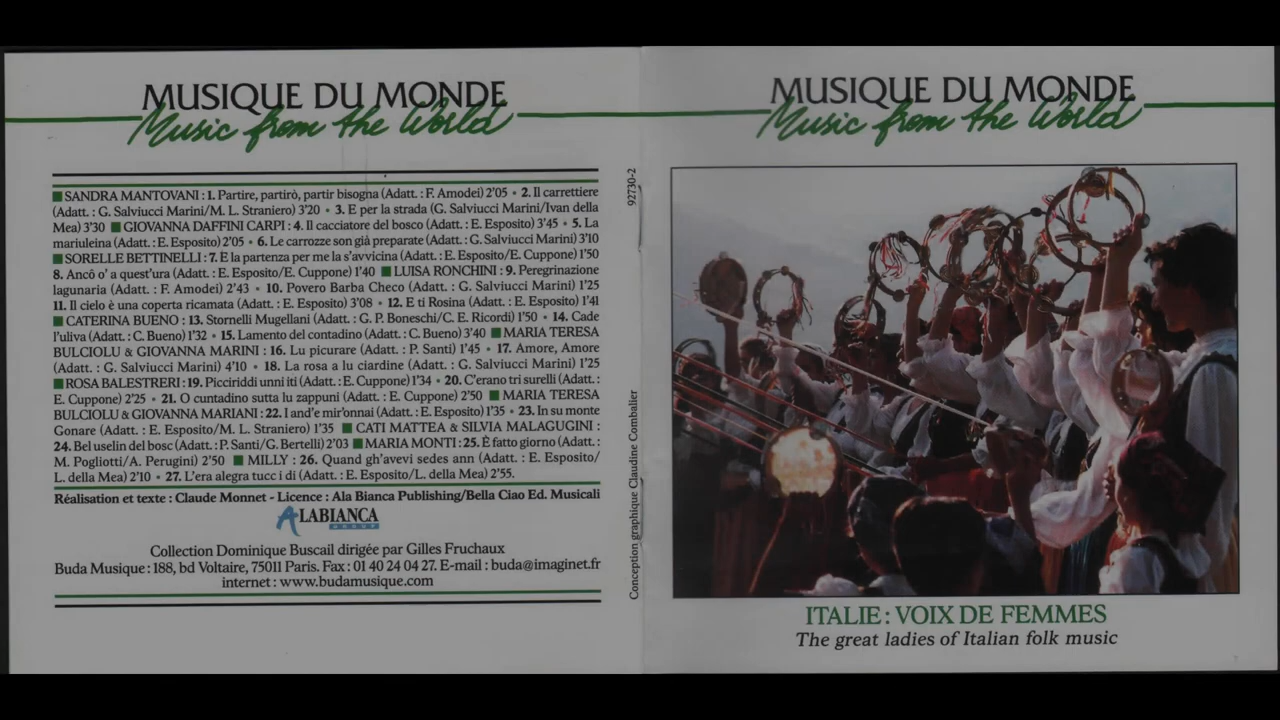 MUSIQUE DU MONDE
Music from the World
■ SANDRA MANTOVANI : 1. Partire, partirò, partir bisogna (Adatt. : F. Amodei) 2'05 • 2. Il carrettiere
(Adatt. : G. Salviucci Marini/M. L. Straniero) 3'20 • 3. E per la strada (G. Salviucci Marini/Ivan della
Mea) 3'30 ■ GIOVANNA DAFFINI CARPI : 4. Il cacciatore del bosco (Adatt. : E. Esposito) 3'45 • 5. La
mariuleina (Adatt. : E. Esposito) 2'05 • 6. Le carrozze son già preparate (Adatt. : G. Salviucci Marini) 3'10
■ SORELLE BETTINELLI : 7. E la partenza per me la s'avvicina (Adatt. : E. Esposito/E. Cuppone) 1'50
8. Ancô o' a quest'ura (Adatt. : E. Esposito/E. Cuppone) 1'40 ■ LUISA RONCHINI : 9. Peregrinazione
lagunaria (Adatt. : F. Amodei) 2'43 • 10. Povero Barba Checo (Adatt. : G. Salviucci Marini) 1'25
11. Il cielo è una coperta ricamata (Adatt. : E. Esposito) 3'08 • 12. E ti Rosina (Adatt. : E. Esposito) 1'41
■ CATERINA BUENO : 13. Stornelli Mugellani (Adatt. : G. P. Boneschi/C. E. Ricordi) 1'50 • 14. Cade
l'uliva (Adatt. : C. Bueno) 1'32 • 15. Lamento del contadino (Adatt. : C. Bueno) 3'40 ■ MARIA TERESA
BULCIOLU & GIOVANNA MARINI : 16. Lu picurare (Adatt. : P. Santi) 1'45 • 17. Amore, Amore
(Adatt. : G. Salviucci Marini) 4'10 • 18. La rosa a lu ciardine (Adatt. : G. Salviucci Marini) 1'25
■ ROSA BALESTRERI : 19. Picciriddi unni iti (Adatt. : E. Cuppone) 1'34 • 20. C'erano tri surelli (Adatt. :
E. Cuppone) 2'25 • 21. O cuntadino sutta lu zappuni (Adatt. : E. Cuppone) 2'50 ■ MARIA TERESA
BULCIOLU & GIOVANNA MARIANI : 22. I and'e mir'onnai (Adatt. : E. Esposito) 1'35 • 23. In su monte
Gonare (Adatt. : E. Esposito/M. L. Straniero) 1'35 ■ CATI MATTEA & SILVIA MALAGUGINI :
24. Bel uselin del bosc (Adatt. : P. Santi/G. Bertelli) 2'03 ■ MARIA MONTI : 25. È fatto giorno (Adatt. :
M. Pogliotti/A. Perugini) 2'50 ■ MILLY : 26. Quand gh'avevi sedes ann (Adatt. : E. Esposito/
L. della Mea) 2'10 • 27. L'era alegra tucc i di (Adatt. : E. Esposito/L. della Mea) 2'55.
Réalisation et texte : Claude Monnet - Licence : Ala Bianca Publishing/Bella Ciao Ed. Musicali
ALABIANCA
GROUP
Collection Dominique Buscail dirigée par Gilles Fruchaux
Buda Musique : 188, bd Voltaire, 75011 Paris. Fax : 01 40 24 04 27. E-mail : buda@imaginet.fr
internet : www.budamusique.com
92730-2
Conception graphique Claudine Combalier
MUSIQUE DU MONDE
Music from the World
ITALIE : VOIX DE FEMMES
The great ladies of Italian folk music